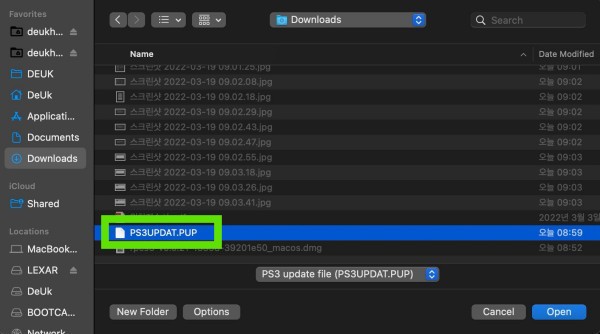 Favorites
deukh...
deukh...
DEUK
DeUk
Applicati...
Documents
Downloads
iCloud
Shared
Locations
MacBook...
LEXAR
DeUk
BOOTCA...
Network
Downloads
Search
Name
Date Modified
스크린샷 2022-03-19 09.01.25.jpg
오늘 09:01
스크린샷 2022-03-19 09.02.08.jpg
오늘 09:02
스크린샷 2022-03-19 09.02.18.jpg
오늘 09:02
스크린샷 2022-03-19 09.02.29.jpg
오늘 09:02
스크린샷 2022-03-19 09.02.43.jpg
오늘 09:02
스크린샷 2022-03-19 09.02.47.jpg
오늘 09:02
스크린샷 2022-03-19 09.02.55.jpg
오늘 09:03
스크린샷 2022-03-19 09.03.18.jpg
오늘 09:03
스크린샷 2022-03-19 09.03.26.jpg
오늘 09:03
스크린샷 2022-03-19 09.03.41.jpg
오늘 09:03
2022년 3월 3일
PS3UPDAT.PUP
오늘 08:59
39201e50_macos.dmg
오늘 08:52
PS3 update file (PS3UPDAT.PUP)
New Folder
Options
Cancel
Open